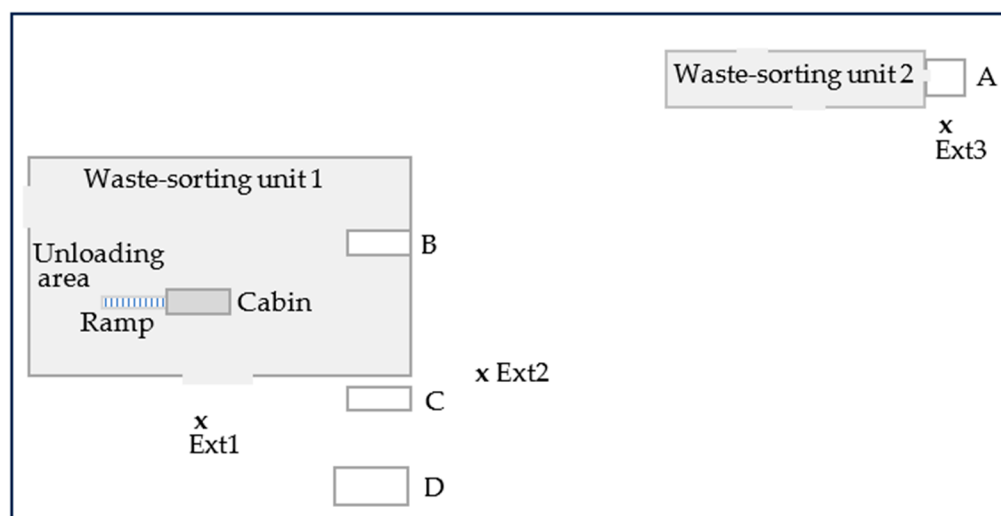 Waste-sorting unit 2
A
x
Ext3
Waste-sorting unit 1
B
Unloading
area
Cabin
Ramp
x Ext2
C
x
Ext1
D